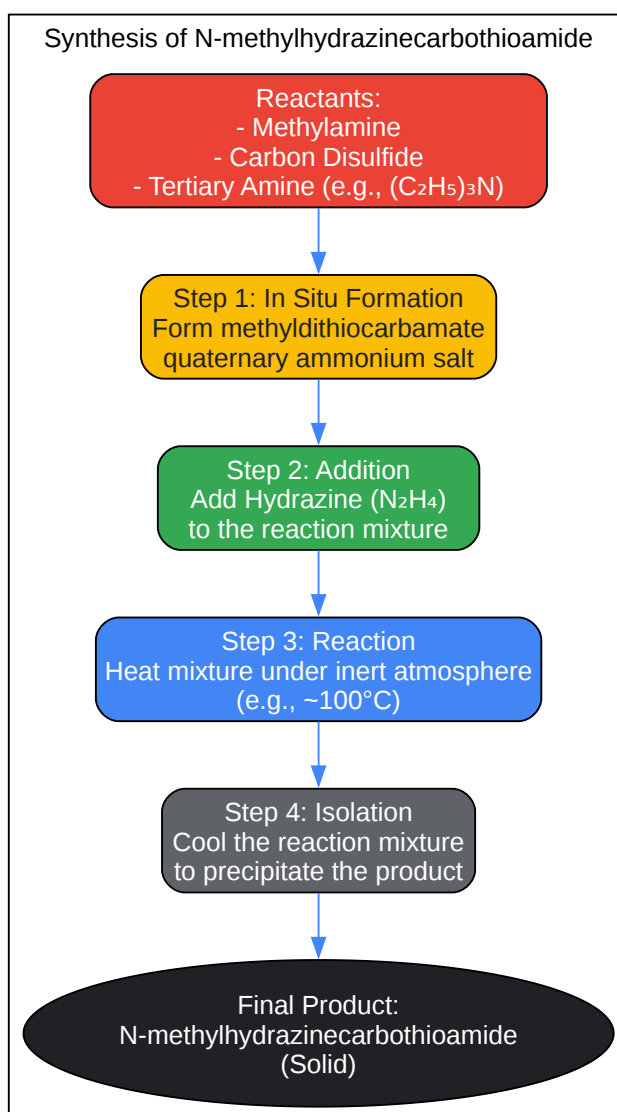 Synthesis of N-methylhydrazinecarbothioamide
Reactants:
- Methylamine
- Carbon Disulfide
- Tertiary Amine (e.g., (C₂H₅)₃N)
Step 1: In Situ Formation
Form methyldithiocarbamate
quaternary ammonium salt
Step 2: Addition
Add Hydrazine (N₂H₄)
to the reaction mixture
Step 3: Reaction
Heat mixture under inert atmosphere
(e.g., ~100°C)
Step 4: Isolation
Cool the reaction mixture
to precipitate the product
Final Product:
N-methylhydrazinecarbothioamide
(Solid)